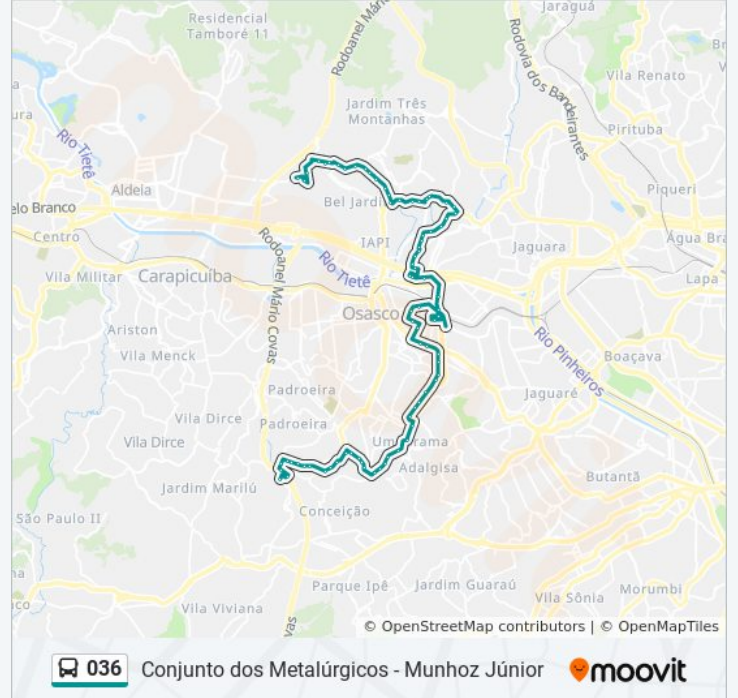 Jaraguá
Residencial
Tamboré 11
Rodoanel Mário
Rodovia dos Bandeirantes
Vila Renato
Jardim Três
Montanhas
Pirituba
Rio Tietê
Aldeia
Piqueri
Bel Jardi
elo Branco
Centro
IAPI
Jaguara
Água Bra
Vila Militar
Carapicuíba
Rio Tietê
Lapa
Rodoanel Mário Covas
Osasco
Ariston
Vila Menck
Rio Pinheiros
Boaçava
Padroeira
Jaguaré
Vila Dirce
Padroeira
Vila Dirce
Um rama
Adalgisa
Jardim Marilú
Butantã
São Paulo II
Conceição
Parque Ipê
Jardim Guaraú
Morumbi
Vila Sônia
Vila Viviana
vas
© OpenStreetMap contributors | © OpenMapTiles
036 Conjunto dos Metalúrgicos - Munhoz Júnior moovit